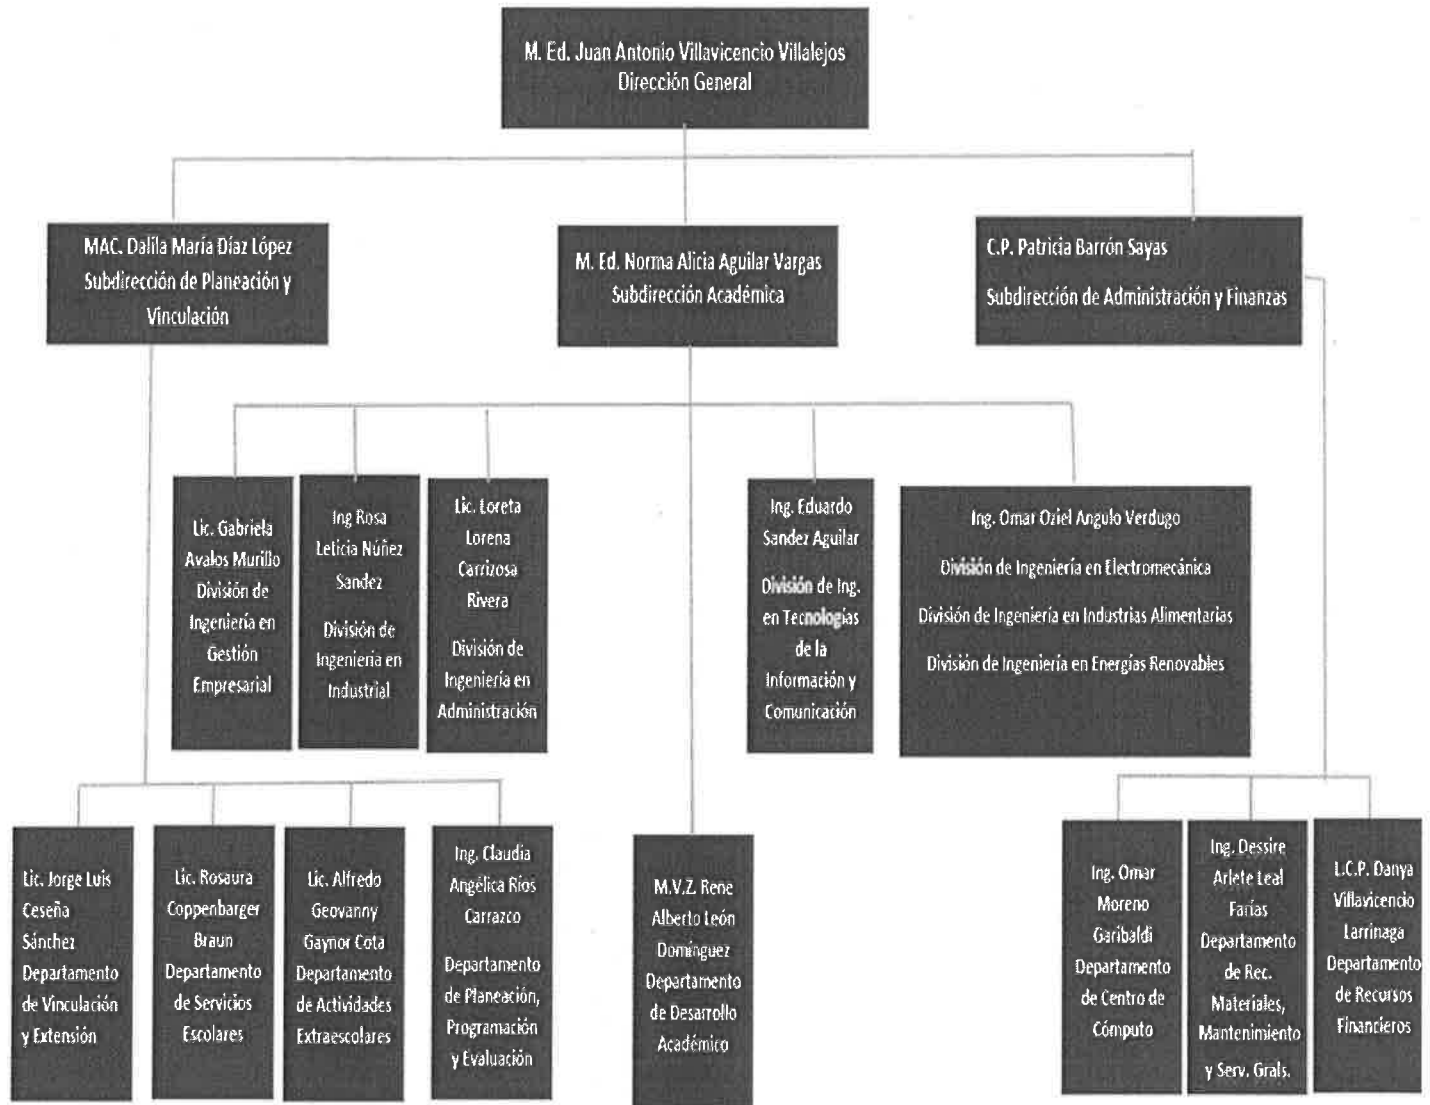 M. Ed. Juan Antonio Villavicencio Villalejos
Dirección General
MAC. Dalila María Díaz López
Subdirección de Planeación y
Vinculación
M. Ed. Norma Alicia Aguilar Vargas
Subdirección Académica
C.P. Patricia Barrón Sayas
Subdirección de Administración y Finanzas
Lic. Gabriela
Avalos Murillo
División de
Ingeniería en
Gestión
Empresarial
Ing Rosa
Leticia Núñez
Sandez
División de
Ingeniería en
Industrial
Lic. Loreta
Lorena
Carrizosa
Rivera
División de
Ingeniería en
Administración
Ing. Eduardo
Sandez Aguilar
División de Ing.
en Tecnologías
de la
Información y
Comunicación
Ing. Omar Oziel Angulo Verdugo
División de Ingeniería en Electromecánica
División de Ingeniería en Industrias Alimentarias
División de Ingeniería en Energías Renovables
Lic. Jorge Luis
Ceseña
Sánchez
Departamento
de Vinculación
y Extensión
Lic. Rosaura
Coppenbarger
Braun
Departamento
de Servicios
Escolares
Lic. Alfredo
Geovanny
Gaynor Cota
Departamento
de Actividades
Extraescolares
Ing. Claudia
Angélica Ríos
Carrazco
Departamento
de Planeación,
Programación
y Evaluación
M.V.Z. Rene
Alberto León
Domínguez
Departamento
de Desarrollo
Académico
Ing. Omar
Moreno
Garibaldi
Departamento
de Centro de
Cómputo
Ing. Dessire
Arlete Leal
Farías
Departamento
de Rec.
Materiales,
Mantenimiento
y Serv. Grals.
L.C.P. Danya
Villavicencio
Larrinaga
Departamento
de Recursos
Financieros